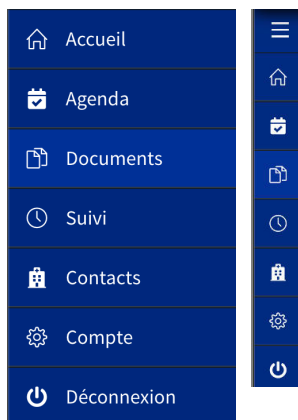 Accueil
Agenda
Documents
Suivi
Contacts
Compte
Déconnexion